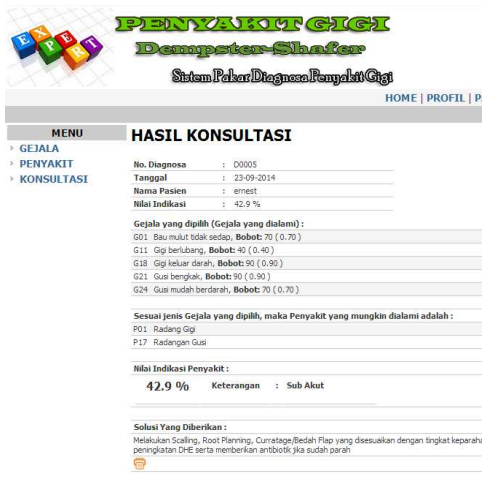 EXPERT
PENYAKIT GIGI
Dempster-Shafer
Sistem Pakar Diagnosa Penyakit Gigi
HOME | PROFIL |
MENU
GEJALA
PENYAKIT
KONSULTASI
HASIL KONSULTASI
No. Diagnosa : D0005
Tanggal : 23-09-2014
Nama Pasien : ernest
Nilai Indikasi : 42.9 %
Gejala yang dipilih (Gejala yang dialami) :
G01 Bau mulut tidak sedap, Bobot: 70 ( 0.70 )
G11 Gigi berlubang, Bobot: 40 ( 0.40 )
G18 Gigi keluar darah, Bobot: 90 ( 0.90 )
G21 Gusi bengkak, Bobot: 90 ( 0.90 )
G24 Gusi mudah berdarah, Bobot: 70 ( 0.70 )
Sesuai jenis Gejala yang dipilih, maka Penyakit yang mungkin dialami adalah :
P01 Radang Gigi
P17 Radangan Gusi
Nilai Indikasi Penyakit :
42.9 % Keterangan : Sub Akut
Solusi Yang Diberikan :
Melakukan Scalling, Root Planning, Curratage/Bedah Flap yang disesuaikan dengan tingkat
peningkatan DHE serta memberikan antibiotik jika sudah parah